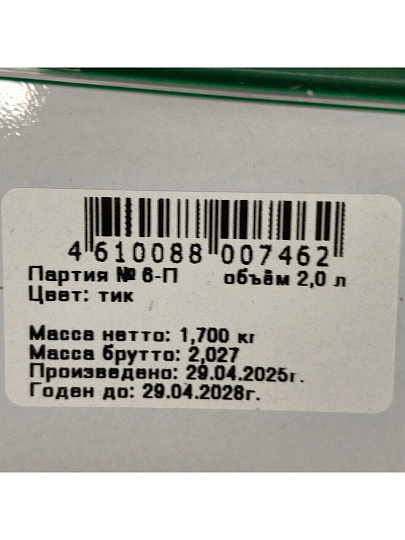 4 610088 007462
Партия № 6-П объём 2,0 л
Цвет: тик
Масса нетто: 1,700 кг
Масса брутто: 2,027
Произведено: 29.04.2025г.
Годен до: 29.04.2028г.